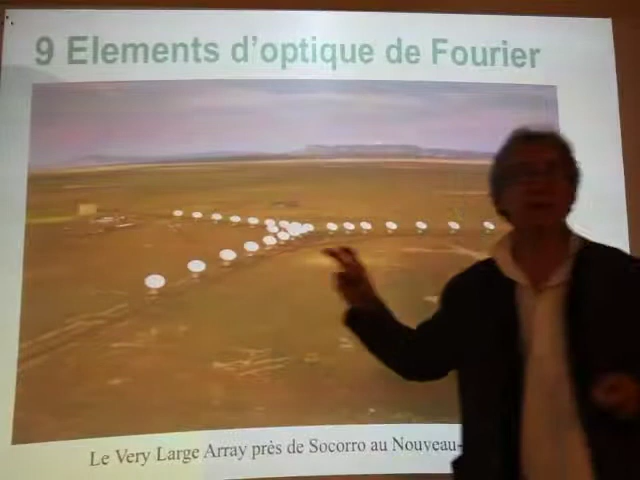 9 Elements d'optique de Fourier
Le Very Large Array près de Socorro au Nouveau-